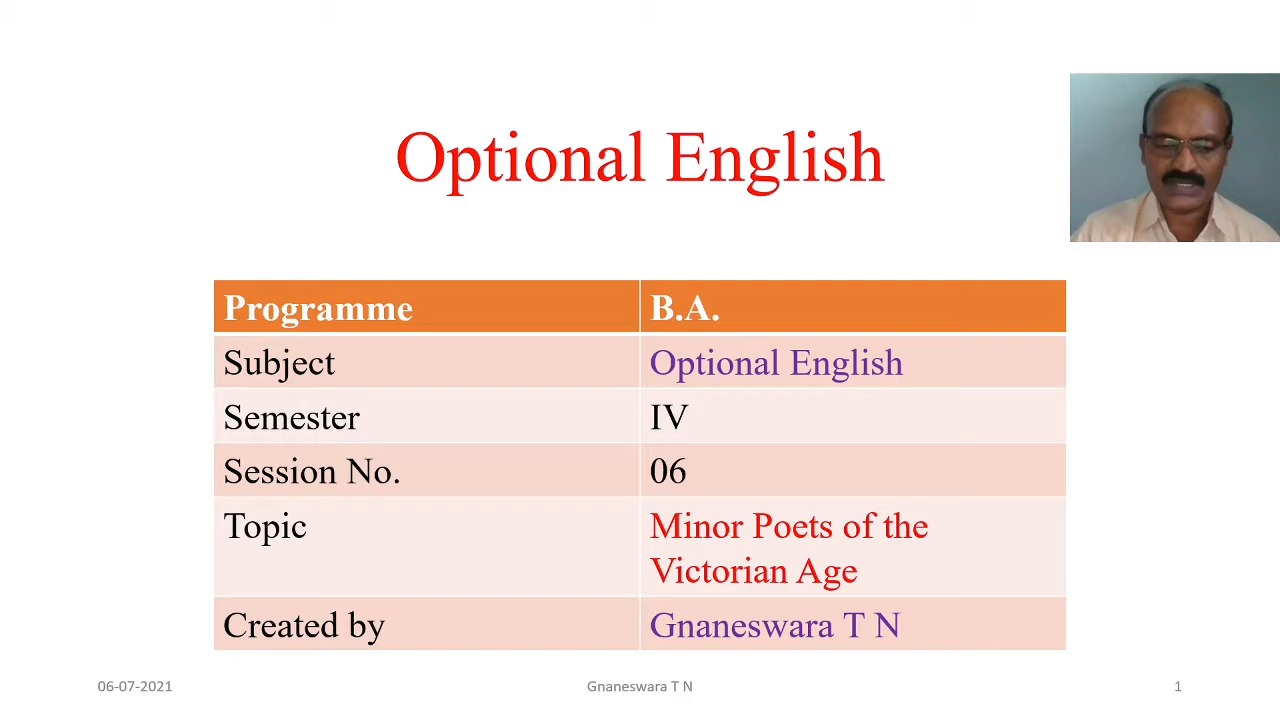 Optional English
Programme B.A.
Subject Optional English
Semester IV
Session No. 06
Topic Minor Poets of the
Victorian Age
Created by Gnaneswara T N
06-07-2021 Gnaneswara T N 1